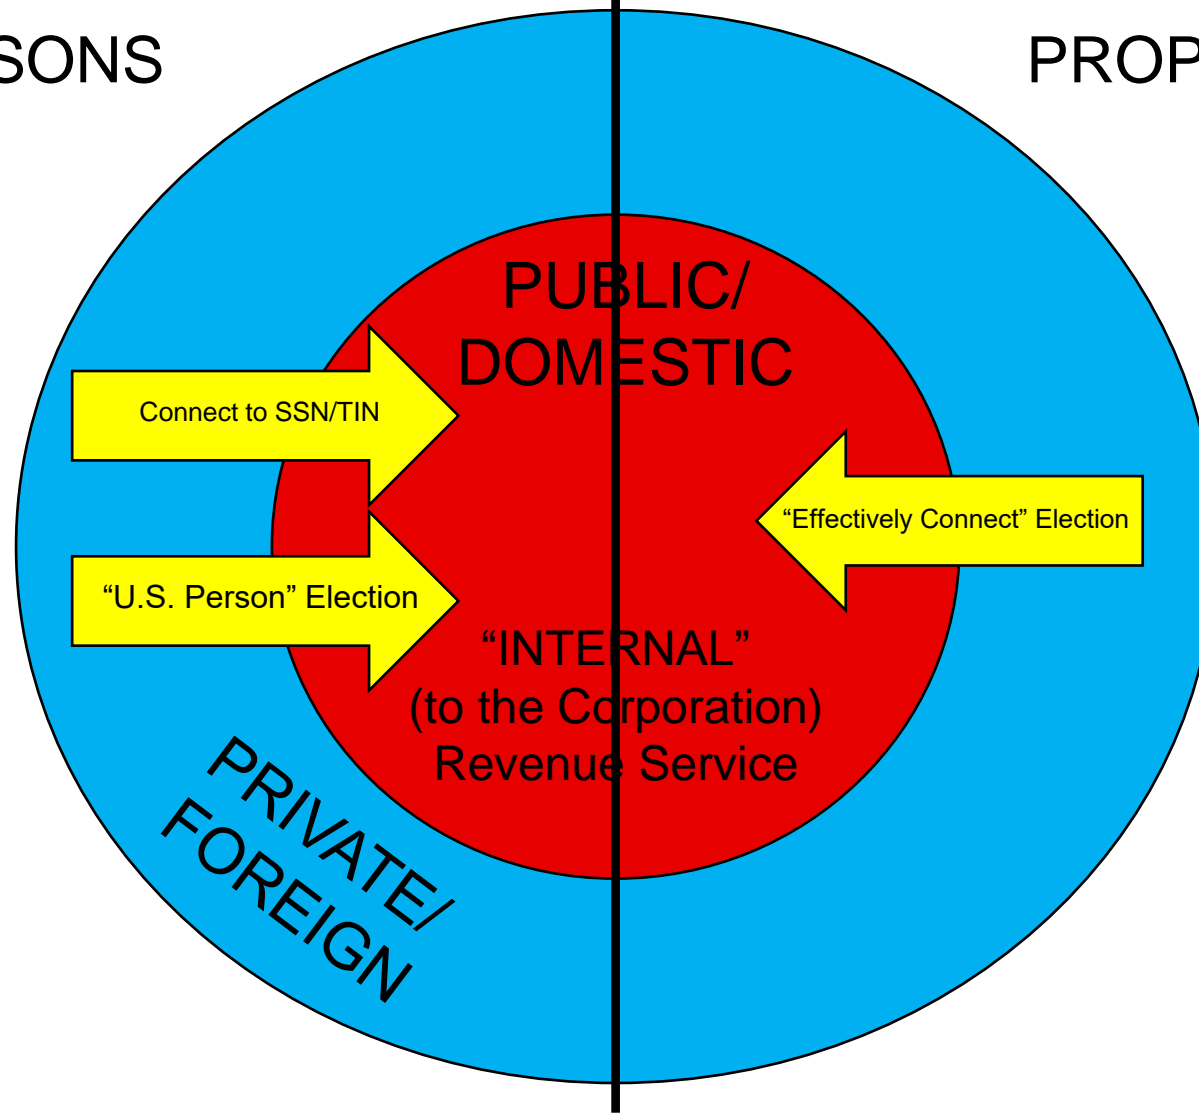 SONS
PROP
PUBLIC/
DOMESTIC
Connect to SSN/TIN
“Effectively Connect” Election
“U.S. Person” Election
“INTERNAL”
(to the Corporation)
Revenue Service
PRIVATE/
FOREIGN